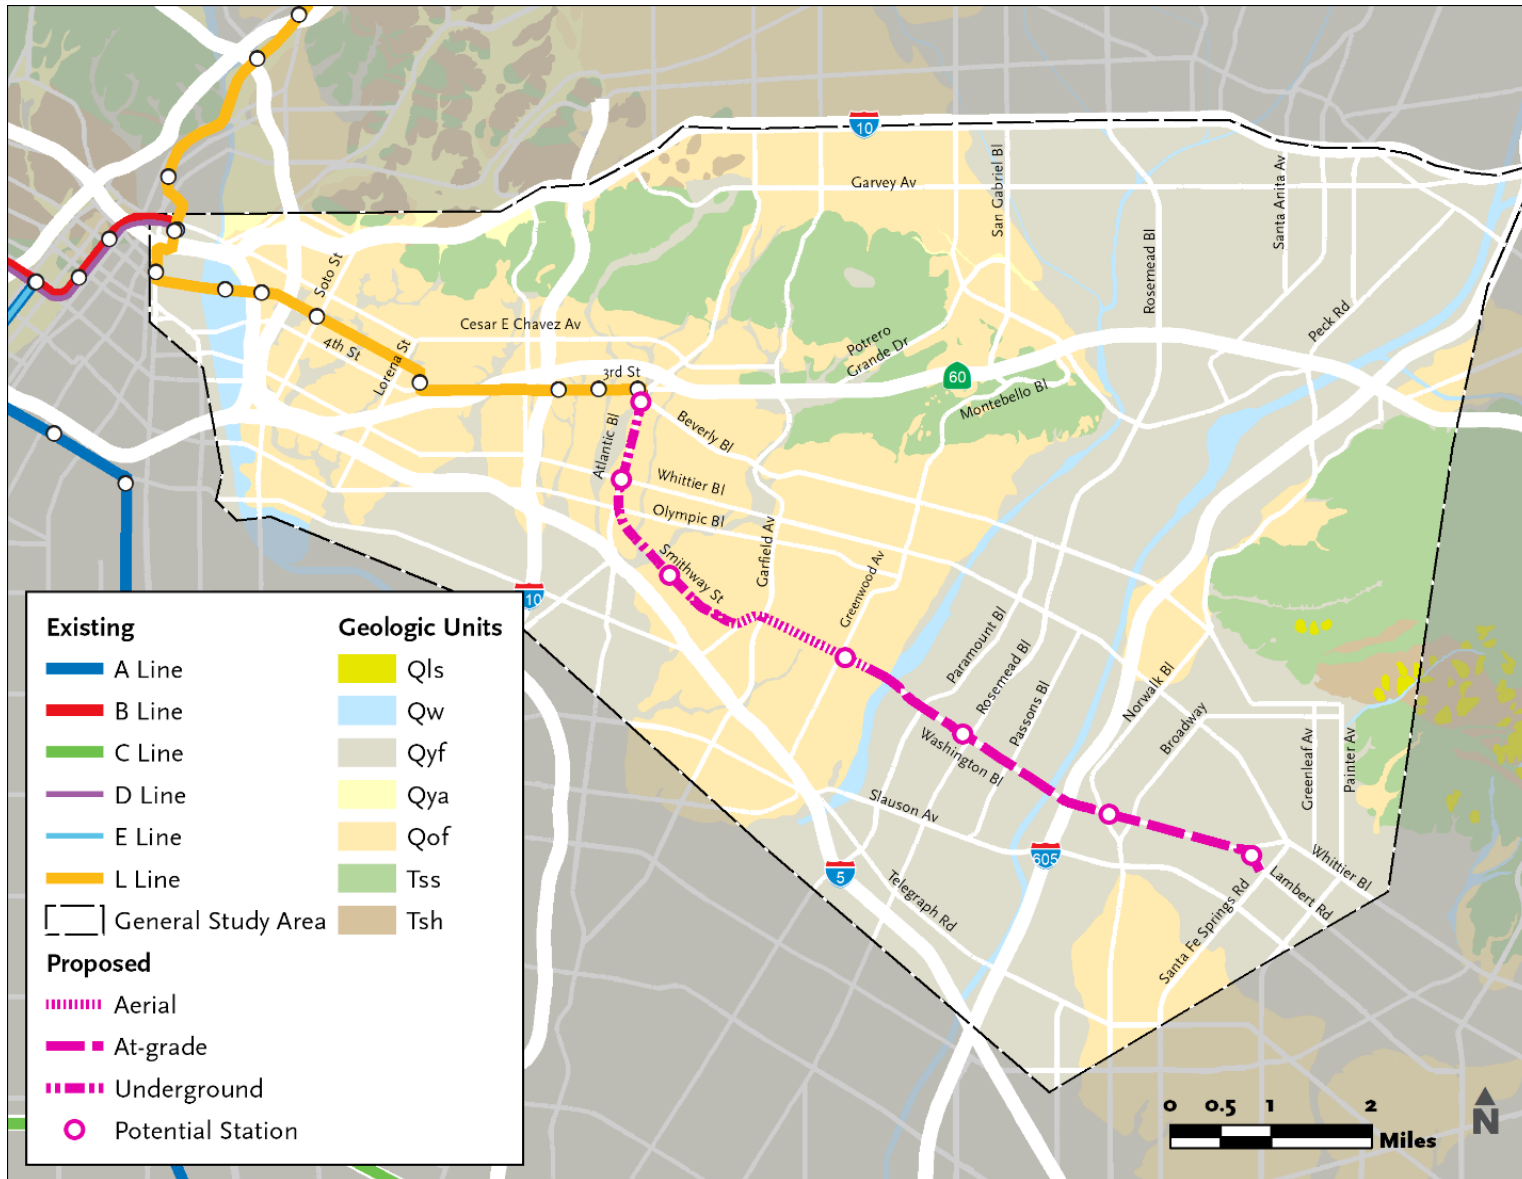 10
Garvey Av
San Gabriel Bl
Santa Anita Av
Rosemead Bl
Soto St
Peck Rd
Cesar E Chavez Av
4th St
Lorena St
Potrero
Grande Dr
3rd St
60
Montebello Bl
Atlantic Bl
Beverly Bl
Whittier Bl
Olympic Bl
Garfield Av
Smithway St
Greenwood Av
10
Paramount Bl
Rosemead Bl
Passons Bl
Norwalk Bl
Broadway
Washington Bl
Greenleaf Av
Painter Av
Slauson Av
605
5
Whittier Bl
Telegraph Rd
Lambert Rd
Santa Fe Springs Rd
Existing
A Line
B Line
C Line
D Line
E Line
L Line
General Study Area
Proposed
Aerial
At-grade
Underground
Potential Station
Geologic Units
Qls
Qw
Qyf
Qya
Qof
Tss
Tsh
0 0.5 1 2
Miles
N